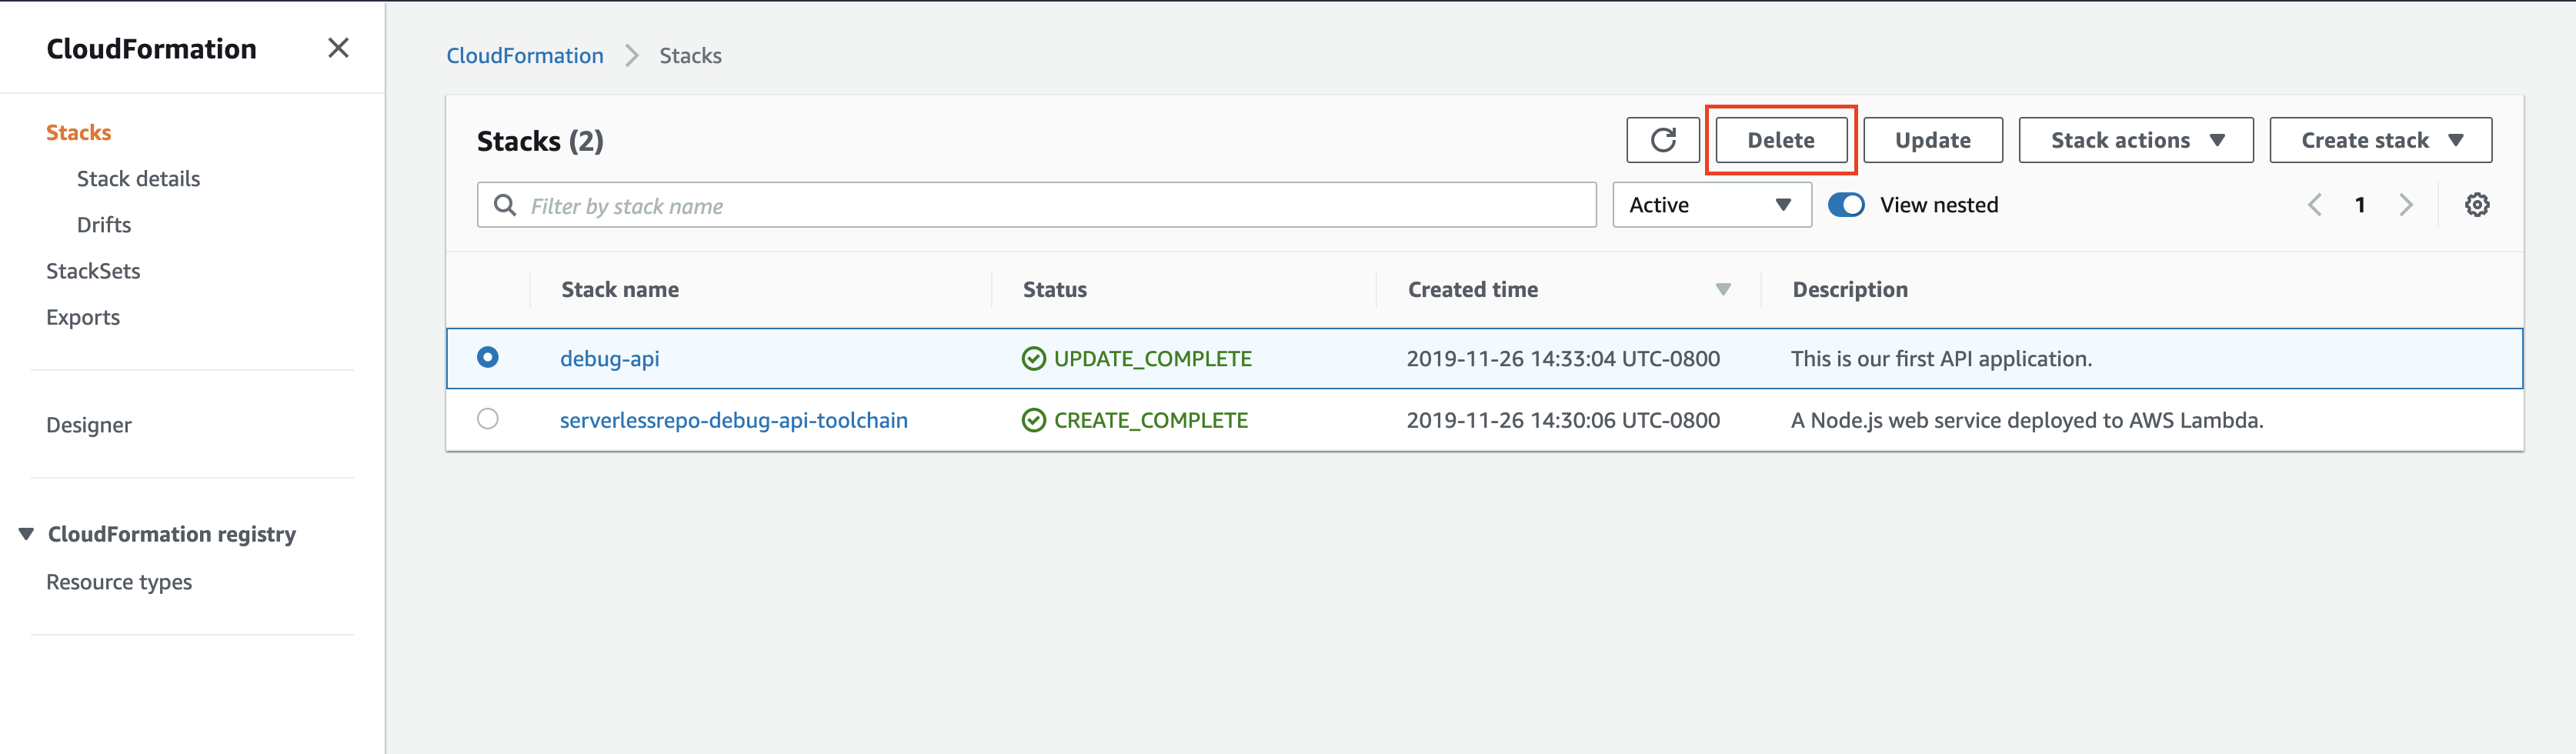 CloudFormation
Stacks
Stack details
Drifts
StackSets
Exports
Designer
CloudFormation registry
Resource types
CloudFormation Stacks
Stacks (2) Delete Update Stack actions Create stack
Filter by stack name Active View nested 1
Stack name Status Created time Description
debug-api UPDATE_COMPLETE 2019-11-26 14:33:04 UTC-0800 This is our first API application.
serverlessrepo-debug-api-toolchain CREATE_COMPLETE 2019-11-26 14:30:06 UTC-0800 A Node.js web service deployed to AWS Lambda.